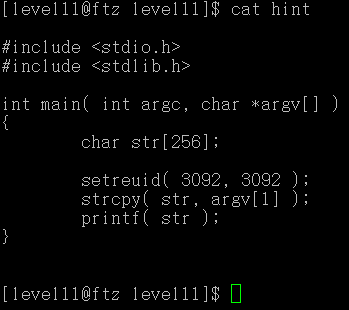 [level11@ftz level11]$ cat hint
#include <stdio.h>
#include <stdlib.h>
int main( int argc, char *argv[] )
{
char str[256];
setreuid( 3092, 3092 );
strcpy( str, argv[1] );
printf( str );
}
[level11@ftz level11]$